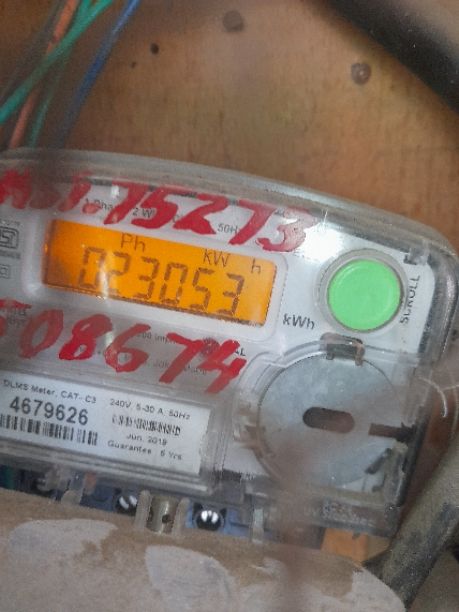 75273
50Hz
Ph kW h
023053
kWh
SCROLL
08674
DLMS Meter, CAT- C3
240V, 5-30 A, 50Hz
4679626
Jun, 2019
Guarantee 5 Yrs